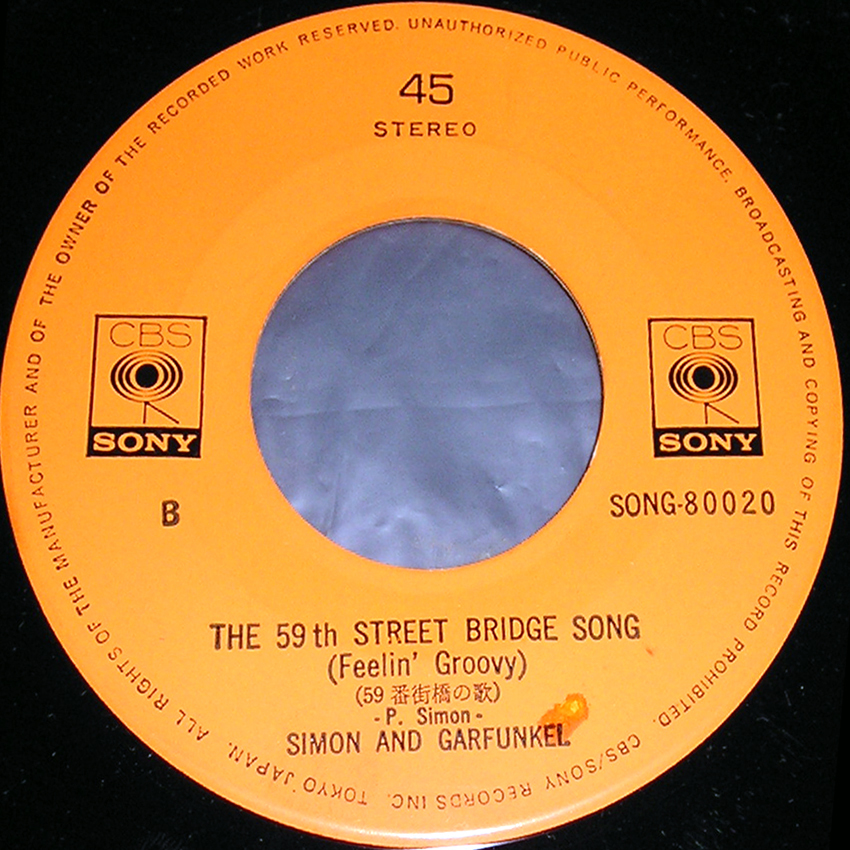 45
STEREO
CBS
SONY
CBS
SONY
B
SONG-80020
THE 59th STREET BRIDGE SONG
(Feelin' Groovy)
(59番街橋の歌)
- P. Simon -
SIMON AND GARFUNKEL
ALL RIGHTS OF THE MANUFACTURER AND OF THE OWNER OF THE RECORDED WORK RESERVED. UNAUTHORIZED PUBLIC PERFORMANCE, BROADCASTING AND COPYING OF THIS RECORD PROHIBITED. CBS/SONY RECORDS INC. TOKYO JAPAN.